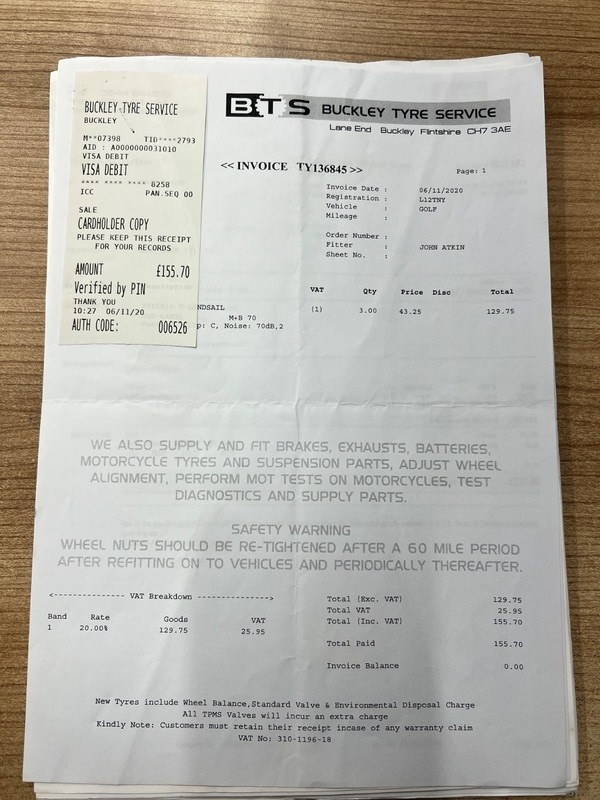 BUCKLEY TYRE SERVICE
BUCKLEY
M**07398 TID****2793
AID : A0000000031010
VISA DEBIT
VISA DEBIT
**** **** **** 8258
ICC PAN.SEQ 00
SALE
CARDHOLDER COPY
PLEASE KEEP THIS RECEIPT
FOR YOUR RECORDS
AMOUNT £155.70
Verified by PIN
THANK YOU
10:27 06/11/20
AUTH CODE: 006526
BTS BUCKLEY TYRE SERVICE
Lane End Buckley Flintshire CH7 3AE
<< INVOICE TY136845 >>
Page: 1
Invoice Date : 06/11/2020
Registration : L12TNY
Vehicle : GOLF
Mileage :
Order Number :
Fitter : JOHN ATKIN
Sheet No. :
VAT Qty Price Disc Total
NDSAIL (1) 3.00 43.25 129.75
M+B 70
p: C, Noise: 70dB,2
WE ALSO SUPPLY AND FIT BRAKES, EXHAUSTS, BATTERIES,
MOTORCYCLE TYRES AND SUSPENSION PARTS, ADJUST WHEEL
ALIGNMENT, PERFORM MOT TESTS ON MOTORCYCLES, TEST
DIAGNOSTICS AND SUPPLY PARTS.
SAFETY WARNING
WHEEL NUTS SHOULD BE RE-TIGHTENED AFTER A 60 MILE PERIOD
AFTER REFITTING ON TO VEHICLES AND PERIODICALLY THEREAFTER.
<-------------- VAT Breakdown -------------->
Band Rate Goods VAT
1 20.00% 129.75 25.95
Total (Exc. VAT) 129.75
Total VAT 25.95
Total (Inc. VAT) 155.70
Total Paid 155.70
Invoice Balance 0.00
New Tyres include Wheel Balance,Standard Valve & Environmental Disposal Charge
All TPMS Valves will incur an extra charge
Kindly Note: Customers must retain their receipt incase of any warranty claim
VAT No: 310-1196-18